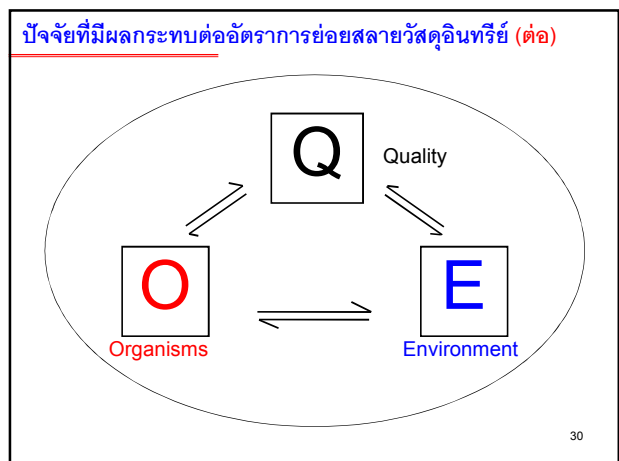 ปัจจัยที่มีผลกระทบต่ออัตราการย่อยสลายวัสดุอินทรีย์ (ต่อ)
Q Quality
O E
Organisms Environment
30